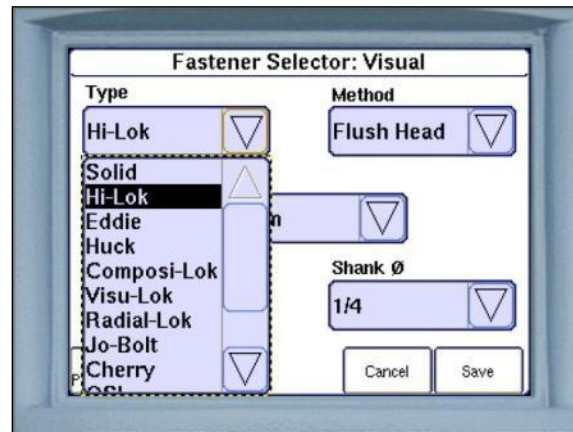 Fastener Selector: Visual
Type
Method
Hi-Lok
Flush Head
Solid
Hi-Lok
Eddie
Huck
Composi-Lok
Visu-Lok
Radial-Lok
Jo-Bolt
Cherry
Shank Ø
1/4
Cancel
Save